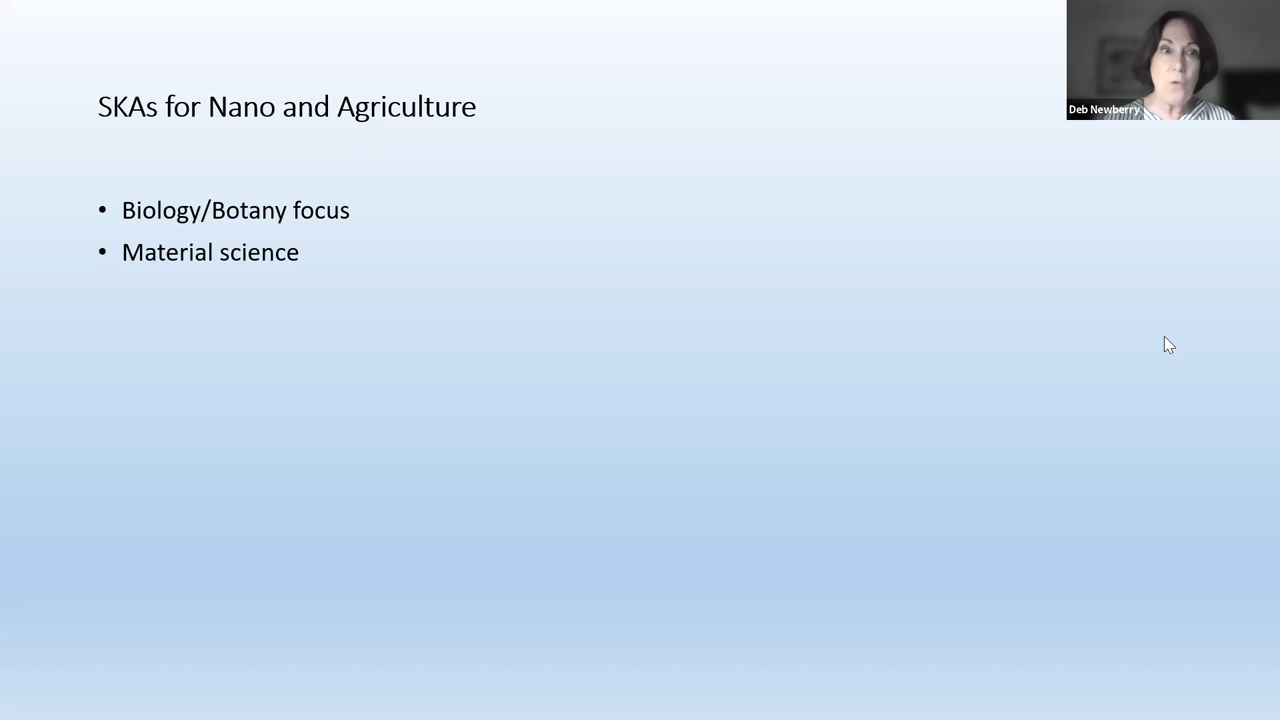 SKAs for Nano and Agriculture
• Biology/Botany focus
• Material science
Deb Newberry